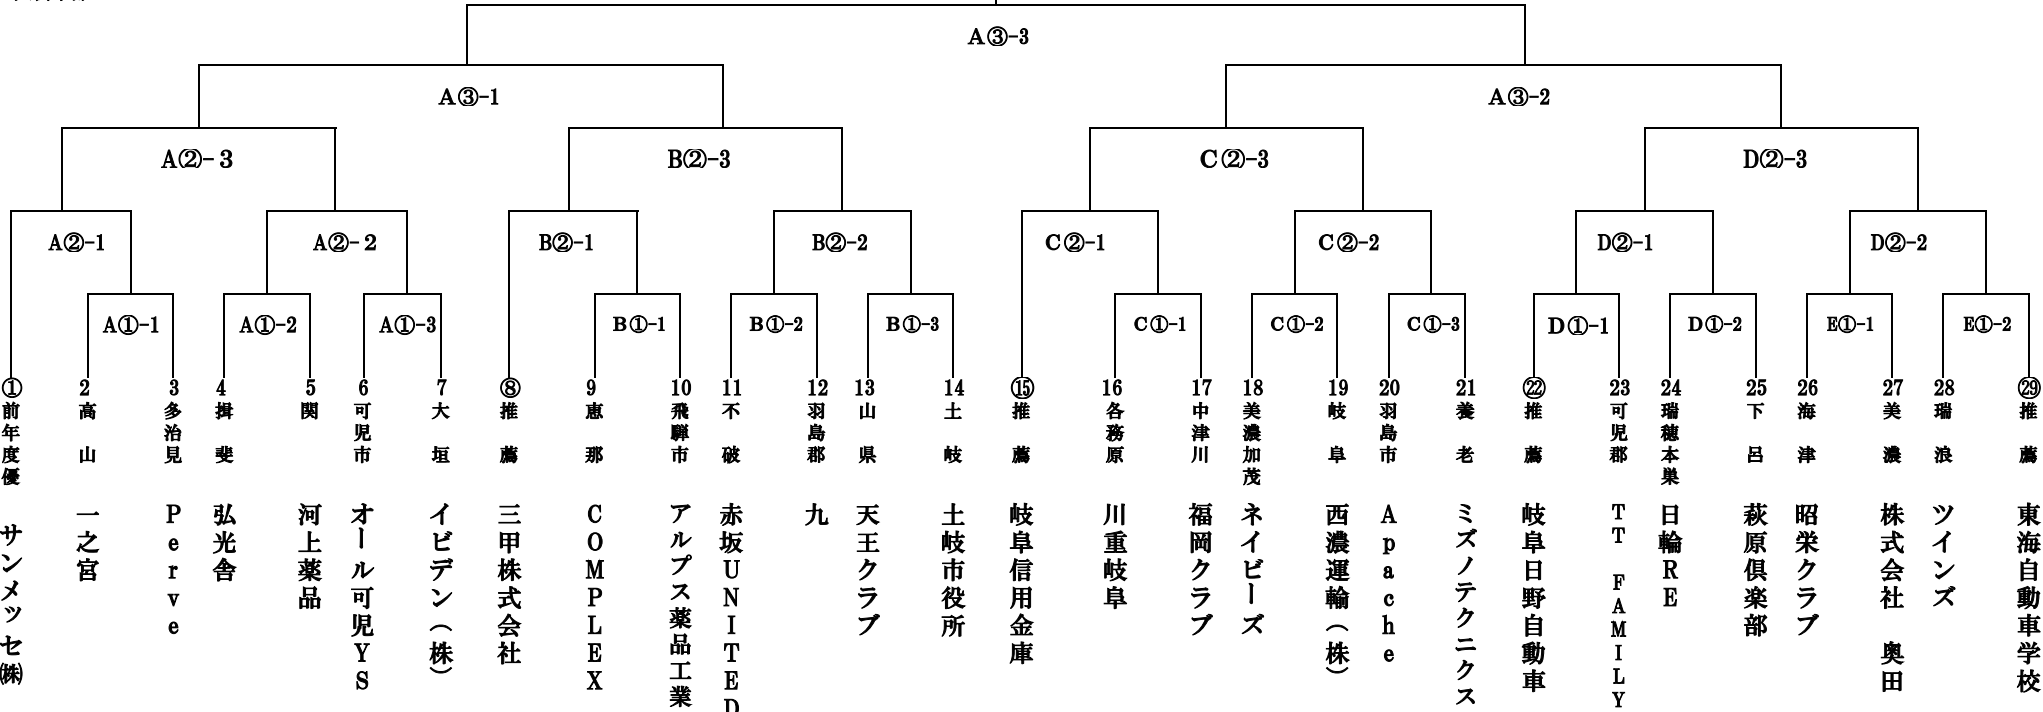 A③-3
A③-1
A③-2
A②-３
B②-3
C②-3
D②-3
A②-1
A②-２
B②-1
B②-2
C②-1
C②-2
D②-1
D②-2
A①-1
A①-2
A①-3
B①-1
B①-2
B①-3
C①-1
C①-2
C①-3
D①-1
D①-2
E①-1
E①-2
① 前年度優 サンメッセ㈱
2 高山 一之宮
3 多治見 Perve
4 揖斐 弘光舎
5 関 河上薬品
6 可児市 オール可児YS
7 大垣 イビデン（株）
⑧ 推薦 三甲株式会社
9 恵那 COMPLEX
10 飛騨市 アルプス薬品工業
11 不破 赤坂UNITED
12 羽島郡 九
13 山県 天王クラブ
14 土岐 土岐市役所
⑮ 推薦 岐阜信用金庫
16 各務原 川重岐阜
17 中津川 福岡クラブ
18 美濃加茂 ネイビーズ
19 岐阜 西濃運輸（株）
20 羽島市 Apache
21 養老 ミズノテクニクス
㉒ 推薦 岐阜日野自動車
23 可児郡 TT FAMILY
24 瑞穂本巣 日輪RE
25 下呂 萩原倶楽部
26 海津 昭栄クラブ
27 美濃 株式会社 奥田
28 瑞浪 ツインズ
㉙ 推薦 東海自動車学校